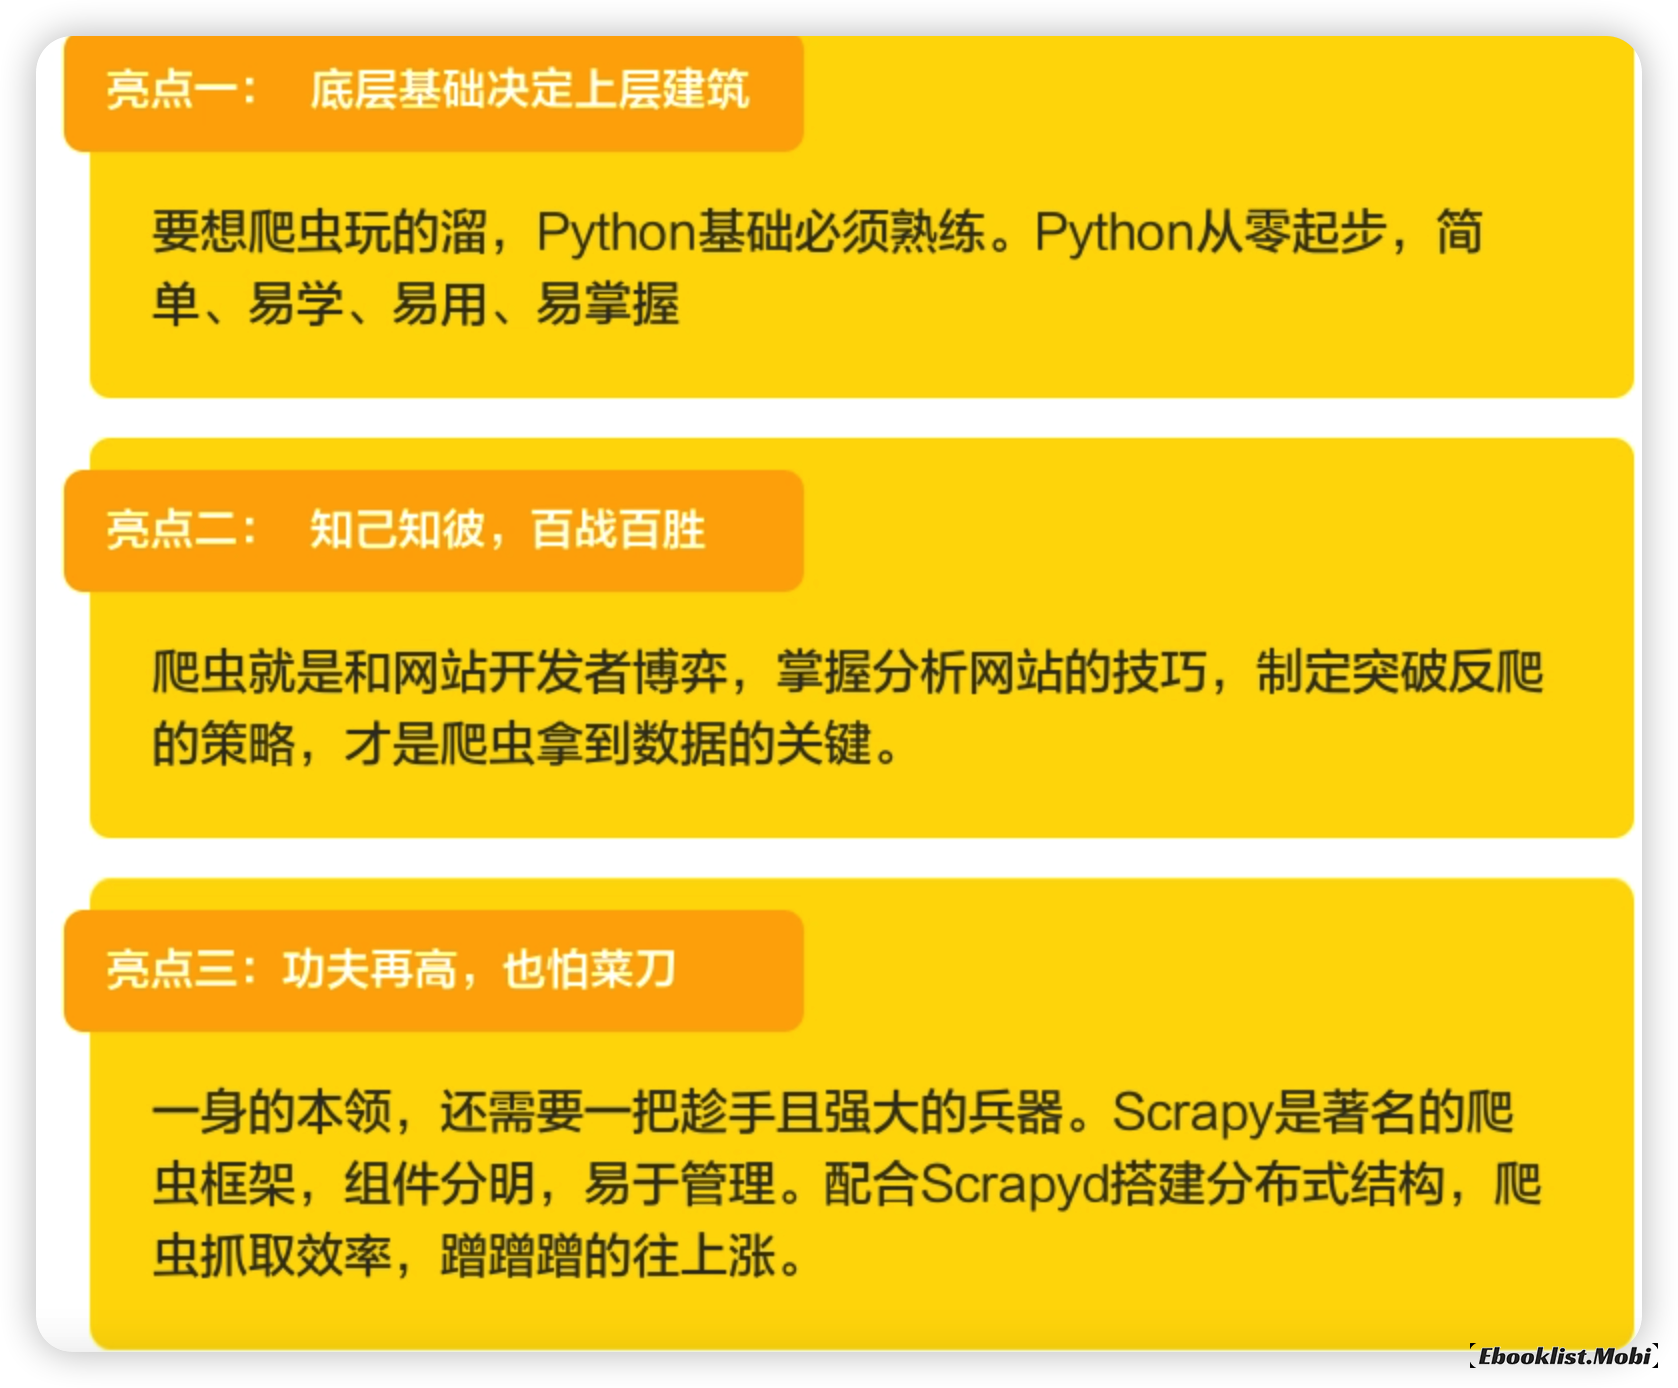 亮点一： 底层基础决定上层建筑
要想爬虫玩的溜，Python基础必须熟练。Python从零起步，简
单、易学、易用、易掌握
亮点二： 知己知彼，百战百胜
爬虫就是和网站开发者博弈，掌握分析网站的技巧，制定突破反爬
的策略，才是爬虫拿到数据的关键。
亮点三：功夫再高，也怕菜刀
一身的本领，还需要一把趁手且强大的兵器。Scrapy是著名的爬
虫框架，组件分明，易于管理。配合Scrapyd搭建分布式结构，爬
虫抓取效率，蹭蹭蹭的往上涨。
【Ebooklist.Mobi】